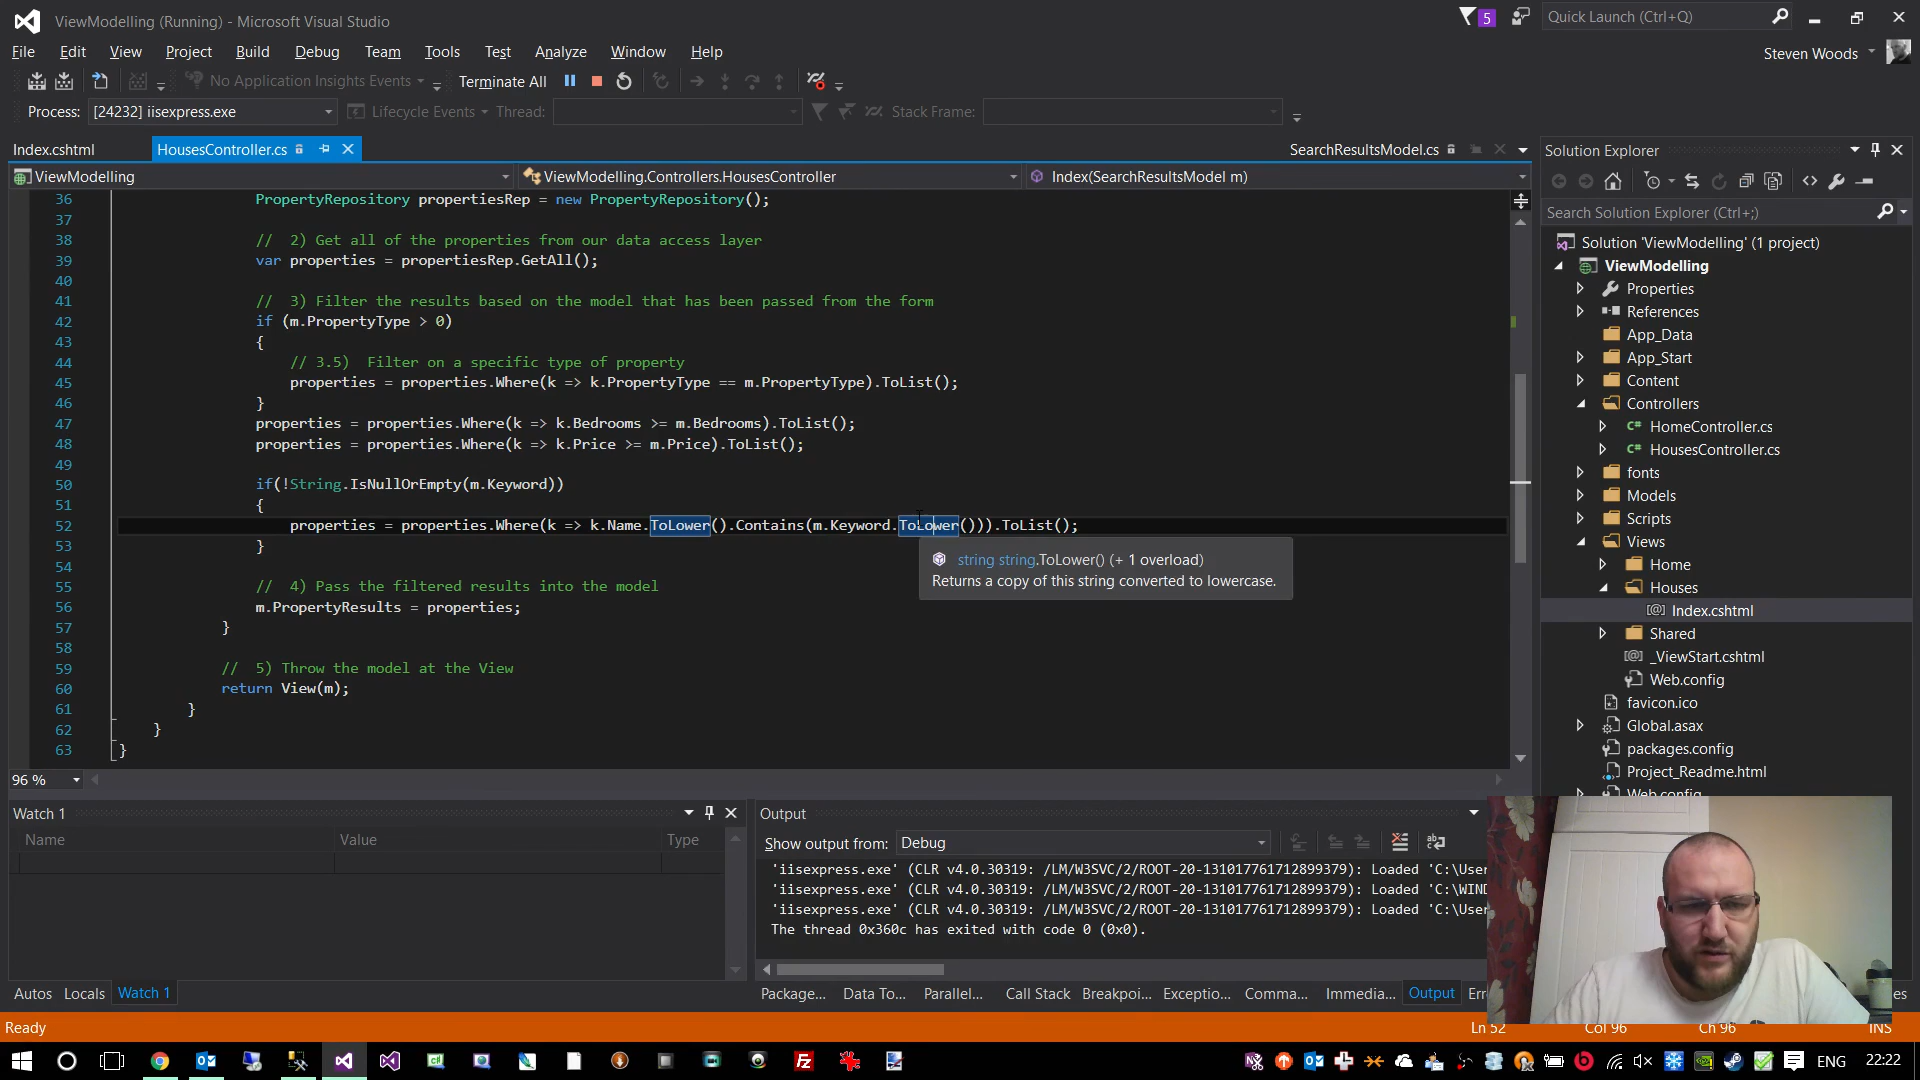 ViewModelling (Running) - Microsoft Visual Studio
5
Quick Launch (Ctrl+Q)
File Edit View Project Build Debug Team Tools Test Analyze Window Help
Steven Woods
No Application Insights Events
Terminate All
Process: [24232] iisexpress.exe
Lifecycle Events
Thread:
Stack Frame:
Index.cshtml
HousesController.cs
SearchResultsModel.cs
ViewModelling
ViewModelling.Controllers.HousesController
Index(SearchResultsModel m)
36 PropertyRepository propertiesRep = new PropertyRepository();
37
38 // 2) Get all of the properties from our data access layer
39 var properties = propertiesRep.GetAll();
40
41 // 3) Filter the results based on the model that has been passed from the form
42 if (m.PropertyType > 0)
43 {
44 // 3.5) Filter on a specific type of property
45 properties = properties.Where(k => k.PropertyType == m.PropertyType).ToList();
46 }
47 properties = properties.Where(k => k.Bedrooms >= m.Bedrooms).ToList();
48 properties = properties.Where(k => k.Price >= m.Price).ToList();
49
50 if(!String.IsNullOrEmpty(m.Keyword))
51 {
52 properties = properties.Where(k => k.Name.ToLower().Contains(m.Keyword.ToLower())).ToList();
53 }
string string.ToLower() (+ 1 overload)
Returns a copy of this string converted to lowercase.
54
55 // 4) Pass the filtered results into the model
56 m.PropertyResults = properties;
57 }
58
59 // 5) Throw the model at the View
60 return View(m);
61 }
62 }
63 }
96 %
Solution Explorer
Search Solution Explorer (Ctrl+;)
Solution 'ViewModelling' (1 project)
ViewModelling
Properties
References
App_Data
App_Start
Content
Controllers
HomeController.cs
HousesController.cs
fonts
Models
Scripts
Views
Home
Houses
Index.cshtml
Shared
_ViewStart.cshtml
Web.config
favicon.ico
Global.asax
packages.config
Project_Readme.html
Web.config
Watch 1
Name Value Type
Autos Locals Watch 1
Output
Show output from: Debug
'iisexpress.exe' (CLR v4.0.30319: /LM/W3SVC/2/ROOT-20-131017761712899379): Loaded 'C:\Use
'iisexpress.exe' (CLR v4.0.30319: /LM/W3SVC/2/ROOT-20-131017761712899379): Loaded 'C:\WIND
'iisexpress.exe' (CLR v4.0.30319: /LM/W3SVC/2/ROOT-20-131017761712899379): Loaded 'C:\User
The thread 0x360c has exited with code 0 (0x0).
Package... Data To... Parallel... Call Stack Breakpoi... Exceptio... Comma... Immedia... Output
Ready
Ln 52 Col 96 Ch 96 INS
ENG 22:22